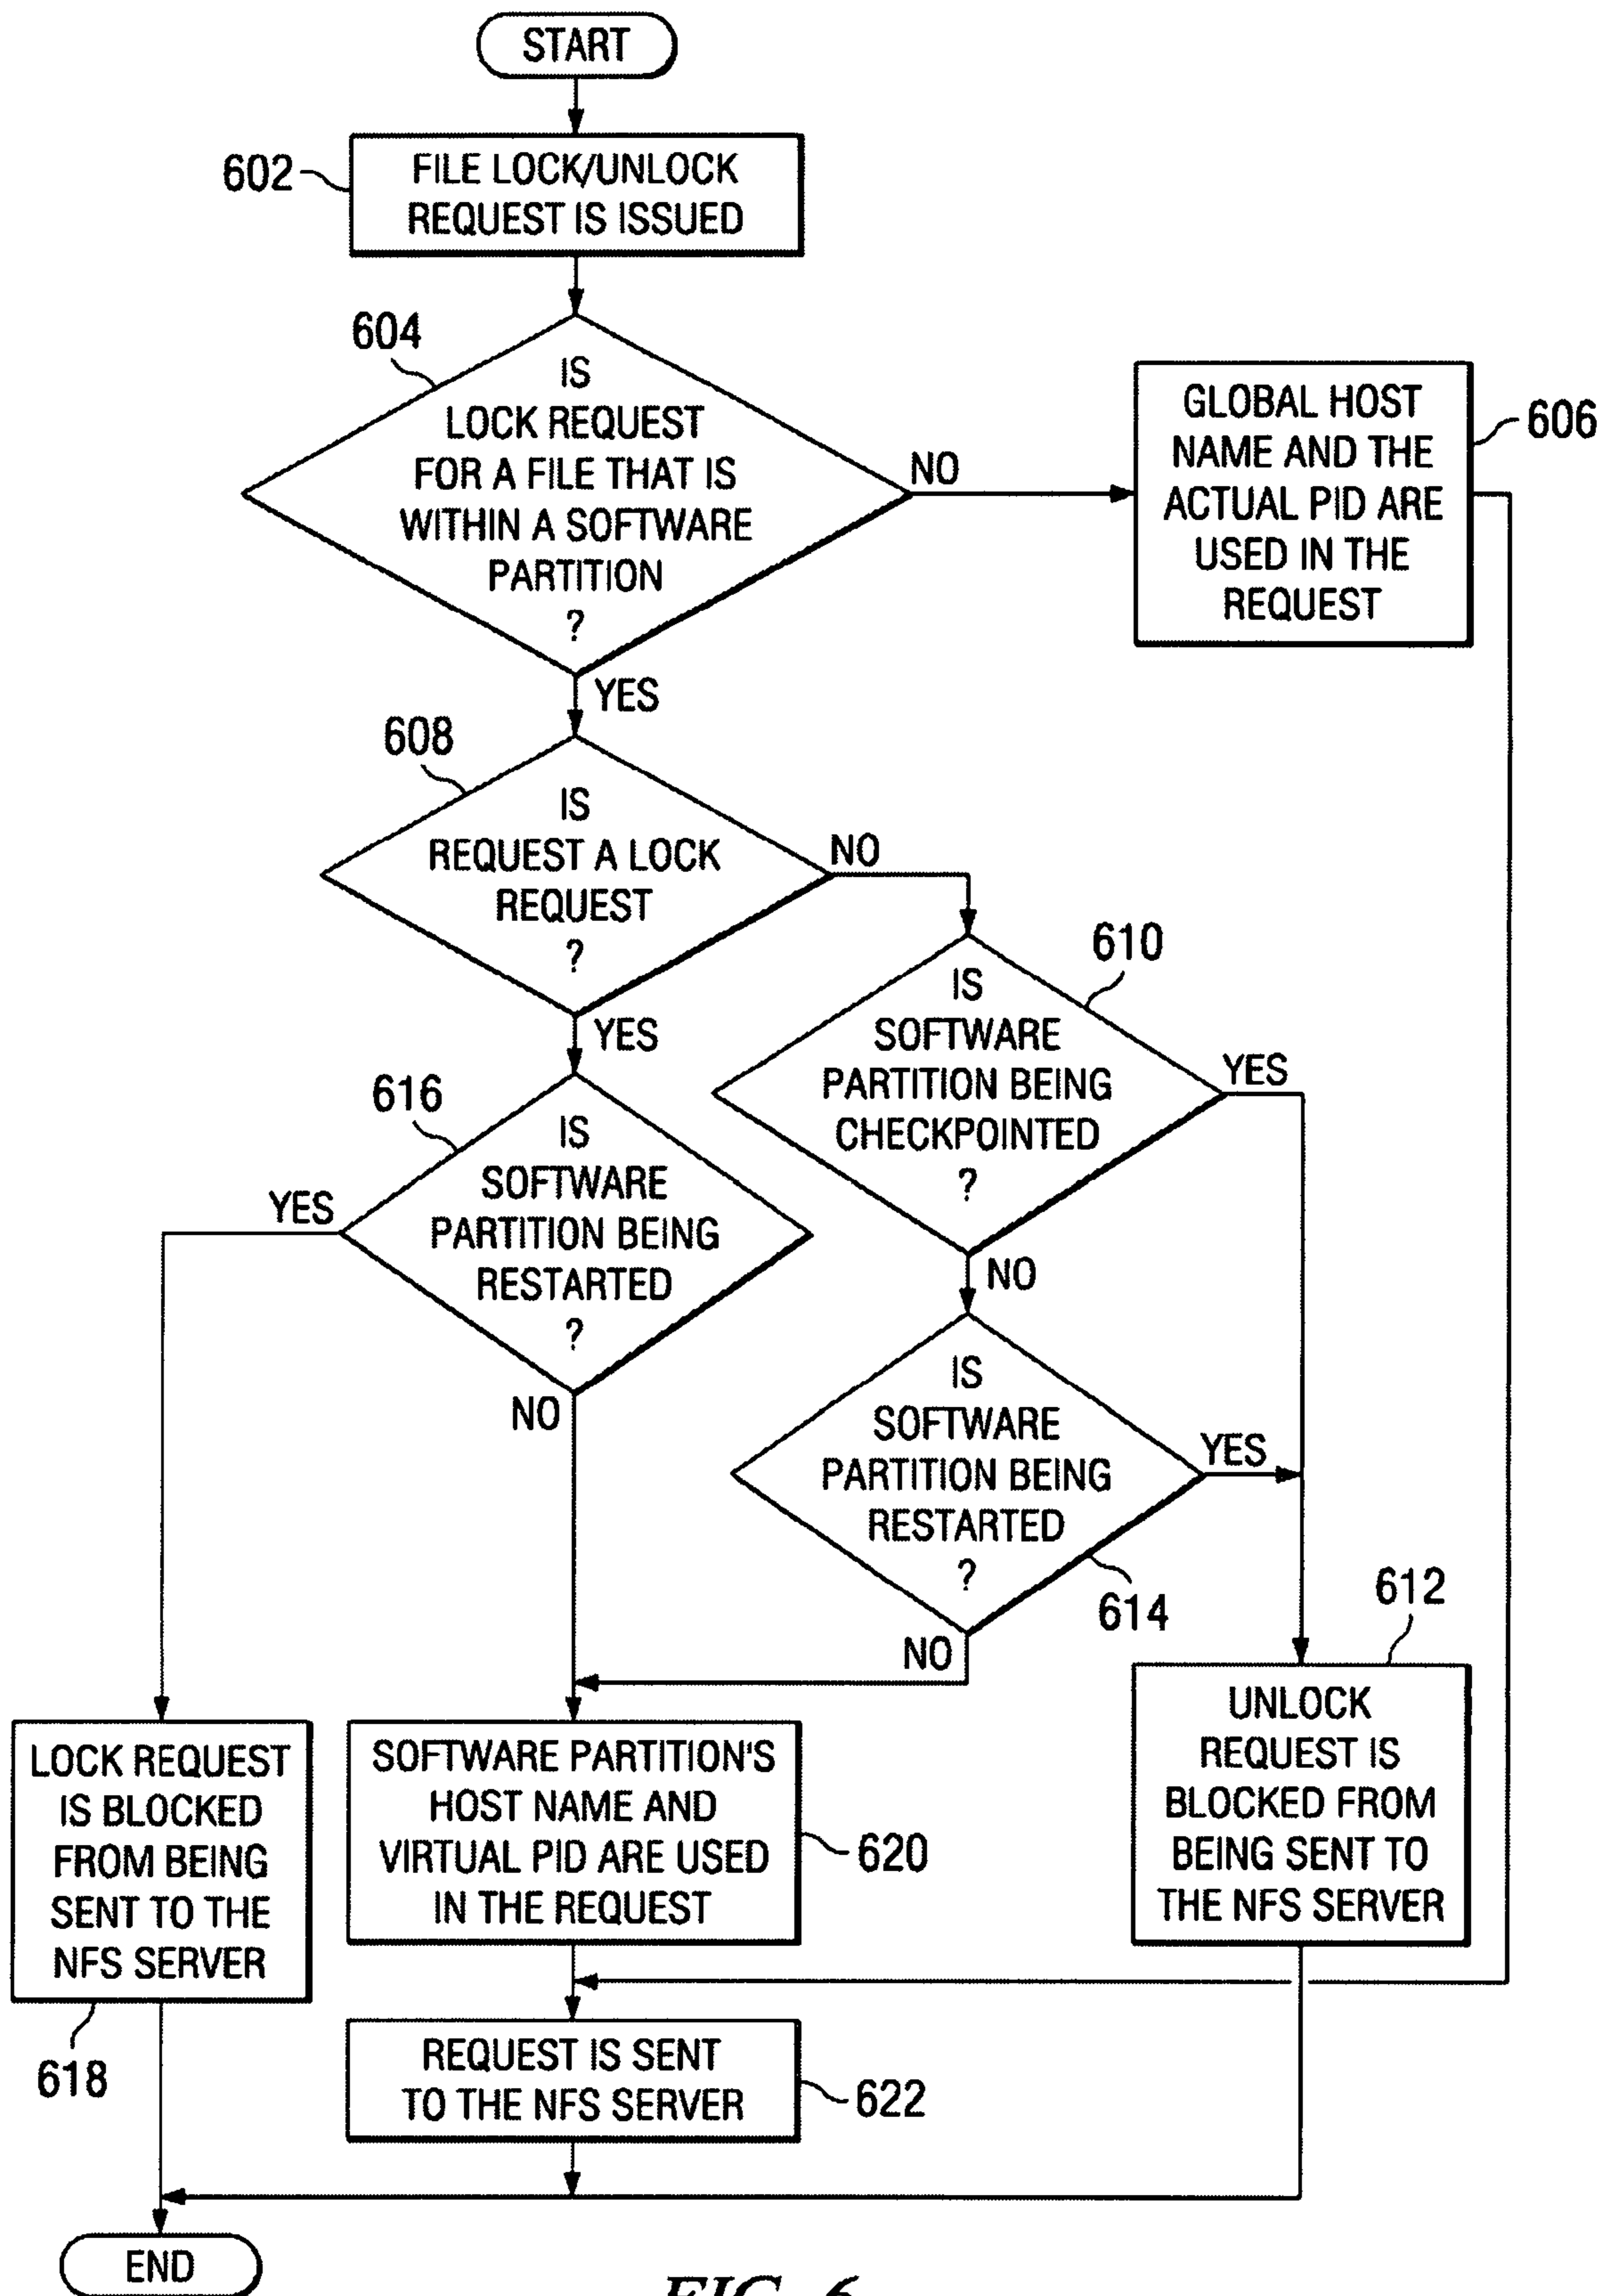 START
602
FILE LOCK/UNLOCK
REQUEST IS ISSUED
604
IS
LOCK REQUEST
FOR A FILE THAT IS
WITHIN A SOFTWARE
PARTITION
?
NO
GLOBAL HOST
NAME AND THE
ACTUAL PID ARE
USED IN THE
REQUEST
606
YES
608
IS
REQUEST A LOCK
REQUEST
?
NO
YES
610
IS
SOFTWARE
PARTITION BEING
CHECKPOINTED
?
YES
NO
616
IS
SOFTWARE
PARTITION BEING
RESTARTED
?
YES
NO
IS
SOFTWARE
PARTITION BEING
RESTARTED
?
YES
614
NO
612
UNLOCK
REQUEST IS
BLOCKED FROM
BEING SENT TO
THE NFS SERVER
LOCK REQUEST
IS BLOCKED
FROM BEING
SENT TO THE
NFS SERVER
618
SOFTWARE PARTITION'S
HOST NAME AND
VIRTUAL PID ARE USED
IN THE REQUEST
620
REQUEST IS SENT
TO THE NFS SERVER
622
END
FIG. 6